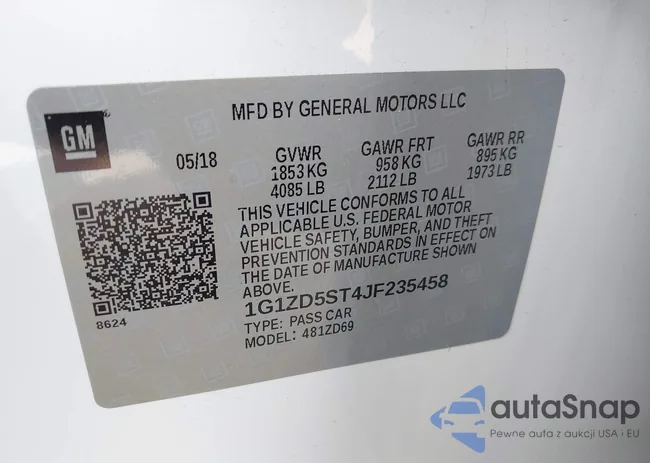 MFD BY GENERAL MOTORS LLC
GM
05/18 GVWR GAWR FRT GAWR RR
1853 KG 958 KG 895 KG
4085 LB 2112 LB 1973 LB
THIS VEHICLE CONFORMS TO ALL
APPLICABLE U.S. FEDERAL MOTOR
VEHICLE SAFETY, BUMPER, AND THEFT
PREVENTION STANDARDS IN EFFECT ON
THE DATE OF MANUFACTURE SHOWN
ABOVE.
1G1ZD5ST4JF235458
TYPE: PASS CAR
MODEL: 481ZD69
8624
autaSnap
Pewne auta z aukcji USA i EU